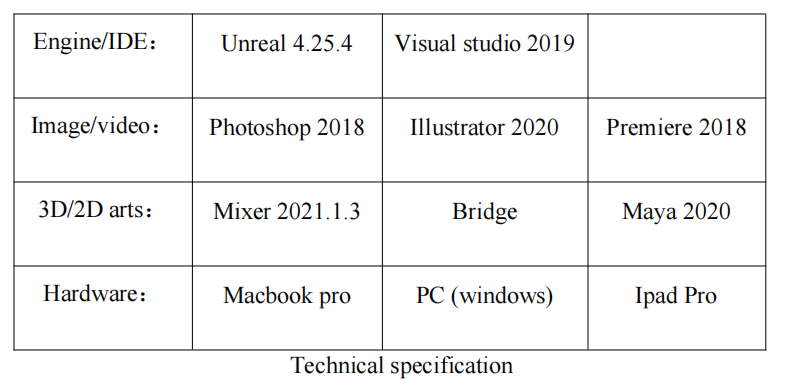 Engine/IDE： Unreal 4.25.4 Visual studio 2019
Image/video： Photoshop 2018 Illustrator 2020 Premiere 2018
3D/2D arts： Mixer 2021.1.3 Bridge Maya 2020
Hardware： Macbook pro PC (windows) Ipad Pro
Technical specification